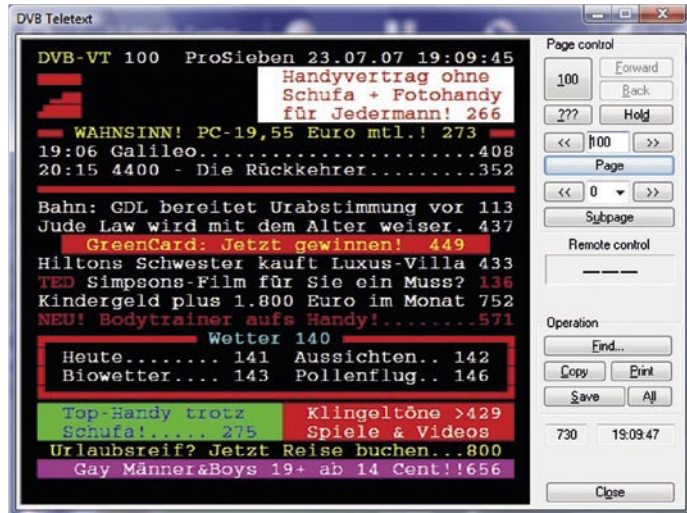 DVB Teletext
DVB-VT 100 ProSieben 23.07.07 19:09:45
Handyvertrag ohne
Schufa + Fotohandy
für Jedermann! 266
WAHNSINN! PC-19,55 Euro mtl.! 273
19:06 Galileo......................408
20:15 4400 - Die Rückkehrer.........352
Bahn: GDL bereitet Urabstimmung vor 113
Jude Law wird mit dem Alter weiser. 437
GreenCard: Jetzt gewinnen! 449
Hiltons Schwester kauft Luxus-Villa 433
TED Simpsons-Film für Sie ein Muss? 136
Kindergeld plus 1.800 Euro im Monat 752
NEU! Bodytrainer aufs Handy!........571
Wetter 140
Heute........ 141 Aussichten.. 142
Biowetter.... 143 Pollenflug.. 146
Top-Handy trotz Klingeltöne >429
Schufa!..... 275 Spiele & Videos
Urlaubsreif? Jetzt Reise buchen...800
Gay Männer&Boys 19+ ab 14 Cent!!656
Page control
100
Forward
Back
???
Hold
<< 100 >>
Page
<< 0 >>
Subpage
Remote control
---
Operation
Find...
Copy Print
Save All
730 19:09:47
Close